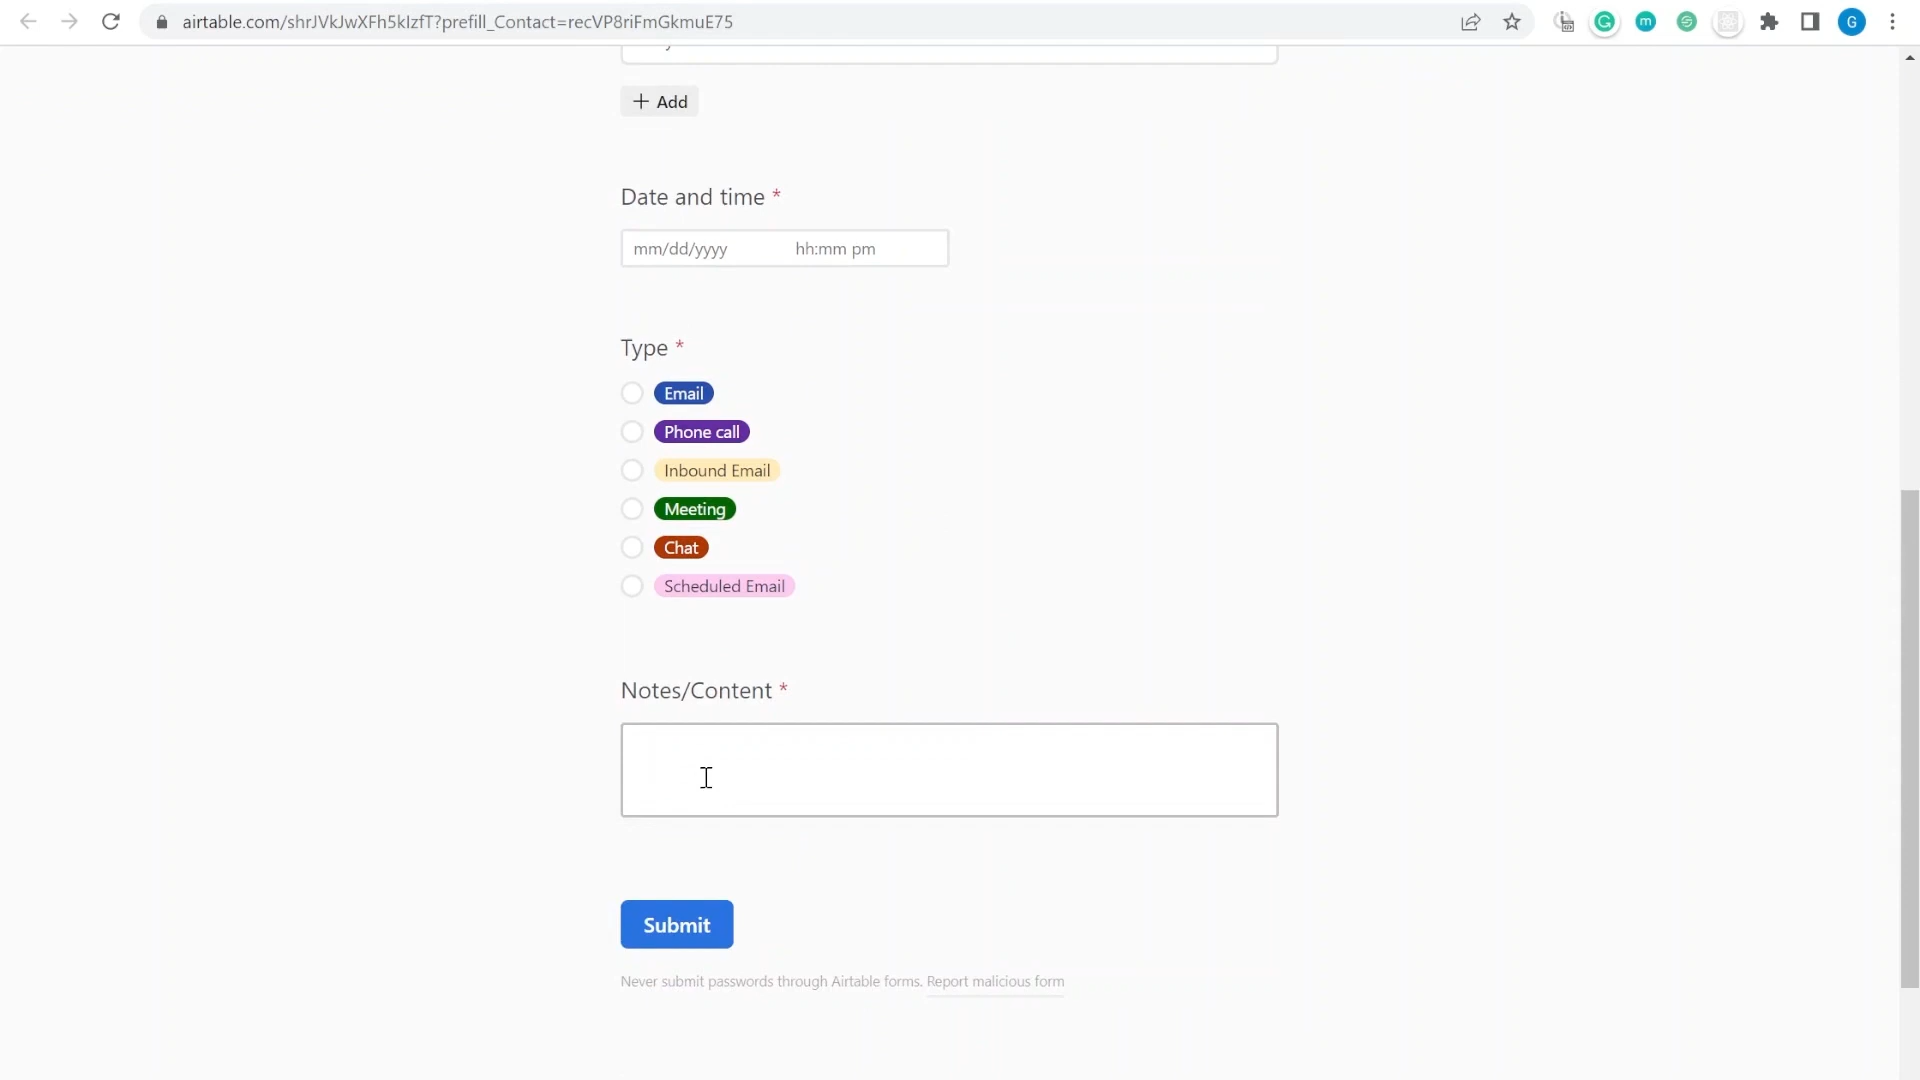 airtable.com/shrJVkJwXFh5kIzfT?prefill_Contact=recVP8riFmGkmuE75
G
m
G
+ Add
Date and time *
mm/dd/yyyy hh:mm pm
Type *
Email
Phone call
Inbound Email
Meeting
Chat
Scheduled Email
Notes/Content *
Submit
Never submit passwords through Airtable forms. Report malicious form